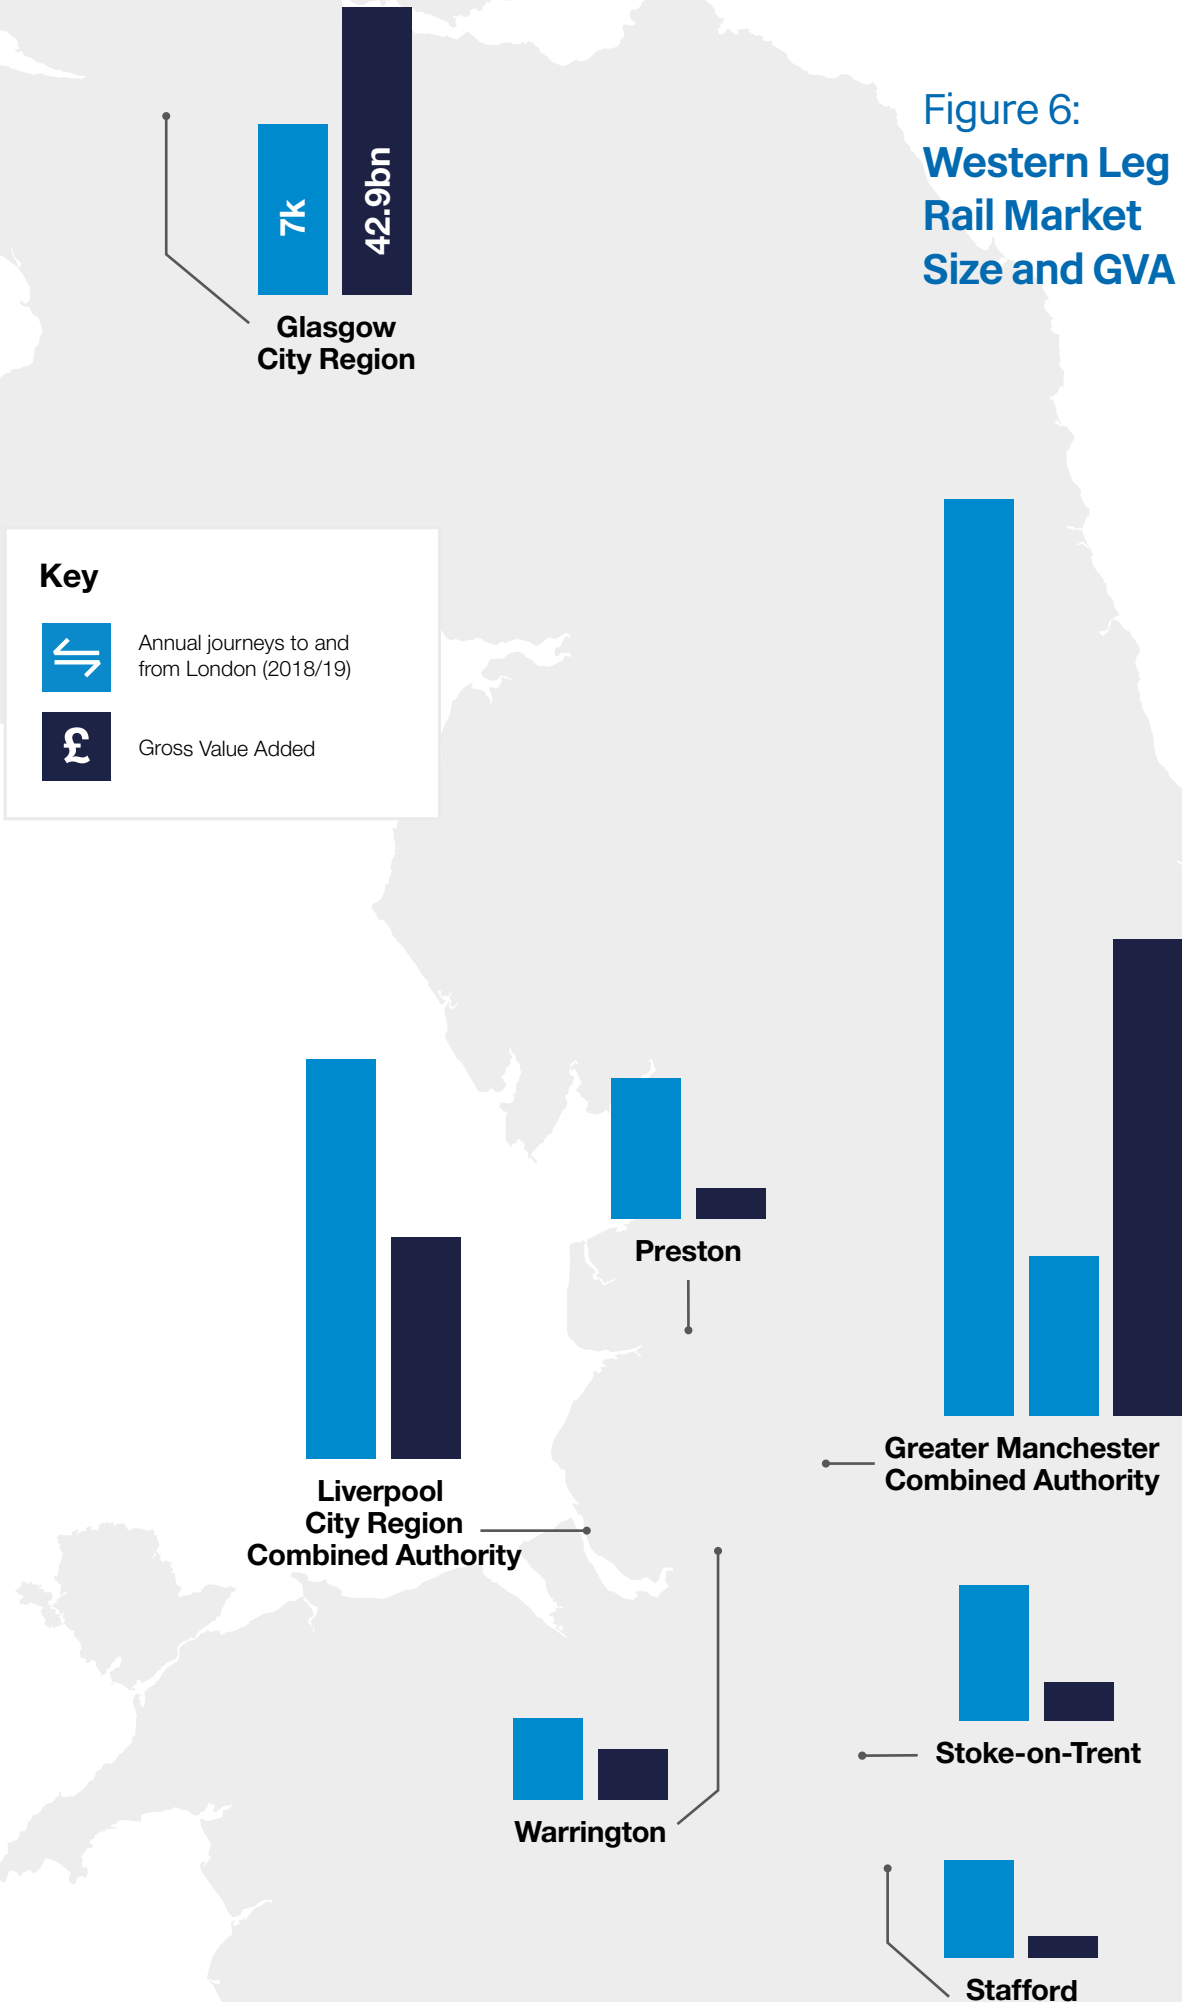 Figure 6:
Western Leg
Rail Market
Size and GVA
7k
42.9bn
Glasgow
City Region
Key
Annual journeys to and
from London (2018/19)
£
Gross Value Added
Preston
Greater Manchester
Combined Authority
Liverpool
City Region
Combined Authority
Stoke-on-Trent
Warrington
Stafford